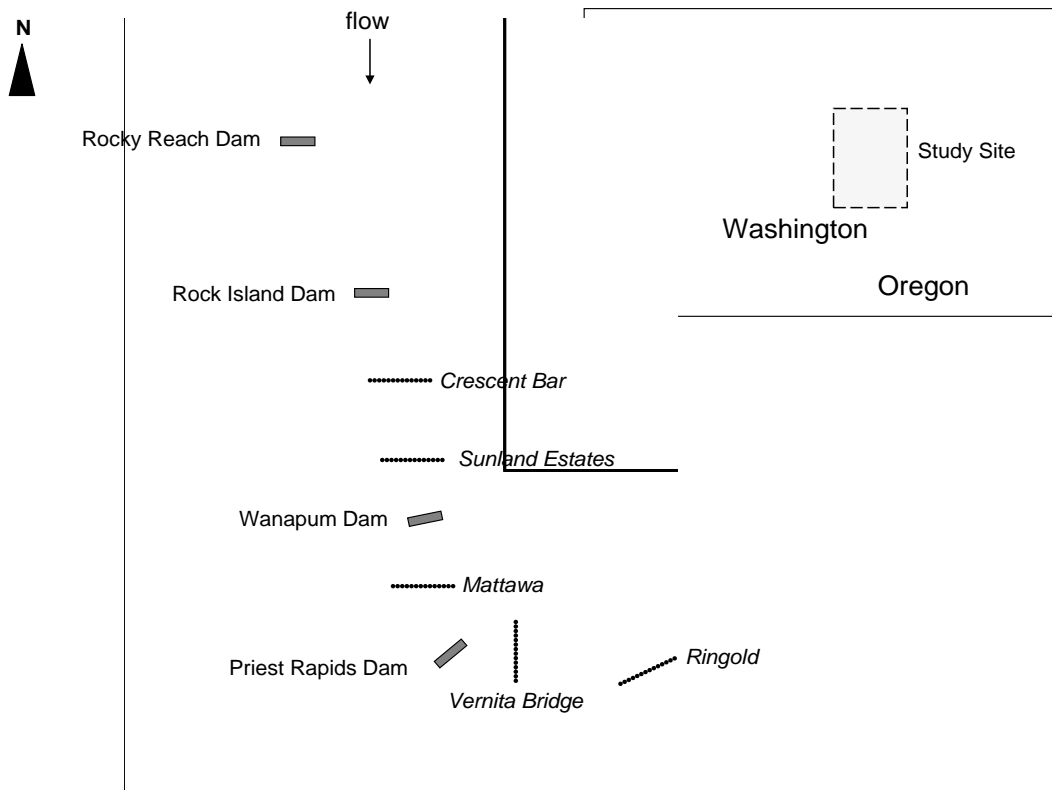 N
flow
Rocky Reach Dam
Study Site
Washington
Rock Island Dam
Oregon
Crescent Bar
Sunland Estates
Wanapum Dam
Mattawa
Priest Rapids Dam
Ringold
Vernita Bridge